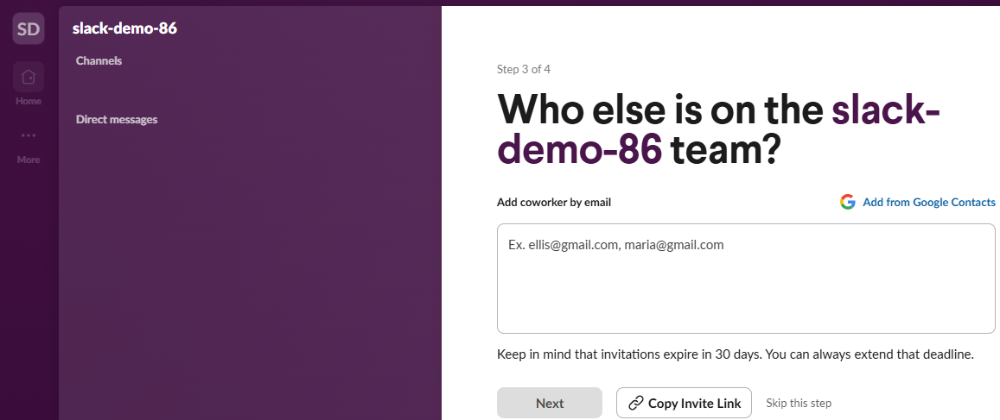 SD
slack-demo-86
Channels
Home
Direct messages
More
Step 3 of 4
Who else is on the slack-
demo-86 team?
Add coworker by email
Add from Google Contacts
Ex. ellis@gmail.com, maria@gmail.com
Keep in mind that invitations expire in 30 days. You can always extend that deadline.
Next
Copy Invite Link
Skip this step